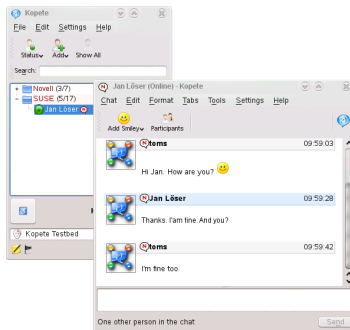 Kopete
File Edit Settings Help
Status Add Show All
Search:
Novell (3/7)
SUSE (5/17)
Jan Löser
Kopete Testbed
Jan Löser (Online) - Kopete
Chat Edit Format Tabs Tools Settings Help
Add Smiley Participants
toms 09:59:03
Hi Jan. How are you?
Jan Löser 09:59:28
Thanks. I'am fine. And you?
toms 09:59:42
I'm fine too.
One other person in the chat Send